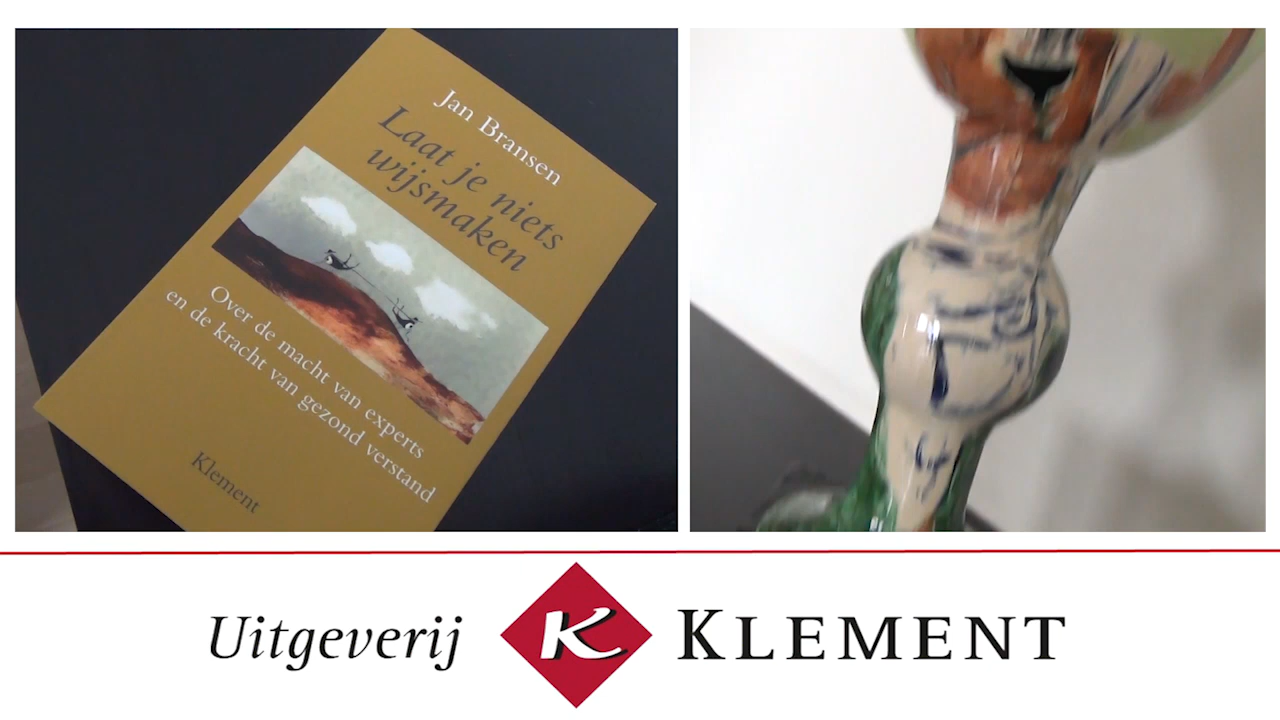 Jan Bransen
Laat je niets
wijsmaken
Over de macht van experts
en de kracht van gezond verstand
Klement
Uitgeverij K KLEMENT